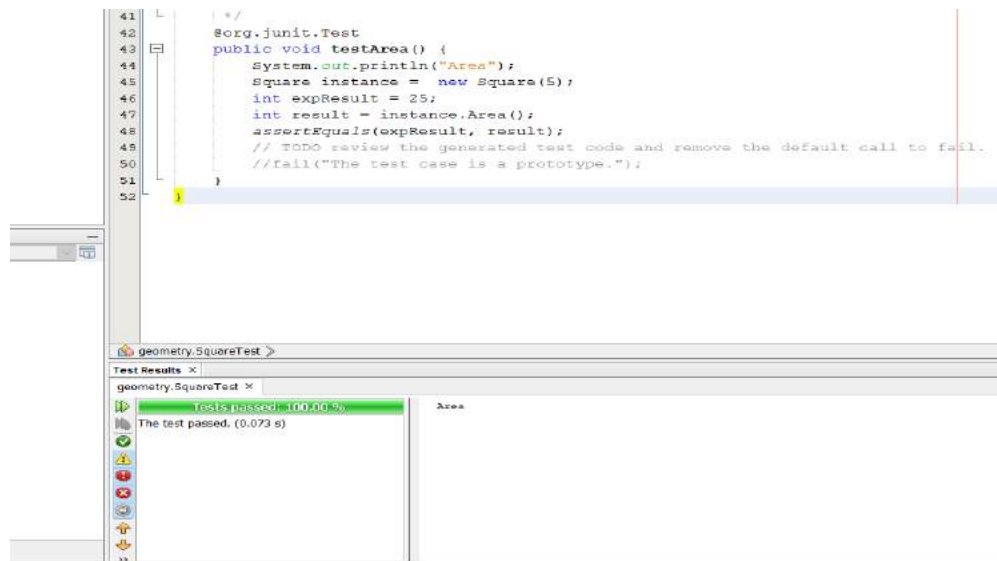 41 */
42 @org.junit.Test
43 public void testArea() {
44 System.out.println("Area");
45 Square instance = new Square(5);
46 int expResult = 25;
47 int result = instance.Area();
48 assertEquals(expResult, result);
49 // TODO review the generated test code and remove the default call to fail.
50 //fail("The test case is a prototype.");
51 }
52 }
geometry.SquareTest
Test Results ×
geometry.SquareTest ×
Tests passed: 100.00 %
The test passed. (0.073 s)
Area